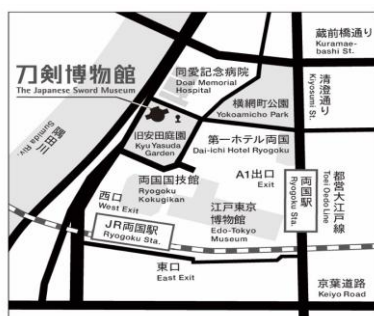 蔵前橋通り
Kuramae-
bashi St.
刀剣博物館
The Japanese Sword Museum
同愛記念病院
Doai Memorial
Hospital
清澄通り
Kiyosumi St.
横網町公園
Yokoamicho Park
隅田川
Sumida Riv.
旧安田庭園
Kyu Yasuda
Garden
第一ホテル両国
Dai-ichi Hotel Ryogoku
両国国技館
Ryogoku
Kokugikan
A1出口
Exit
両国駅
Ryogoku Sta.
都営大江戸線
Toei Oedo Line
西口
West Exit
江戸東京
博物館
Edo-Tokyo
Museum
JR両国駅
Ryogoku Sta.
東口
East Exit
京葉道路
Keiyo Road